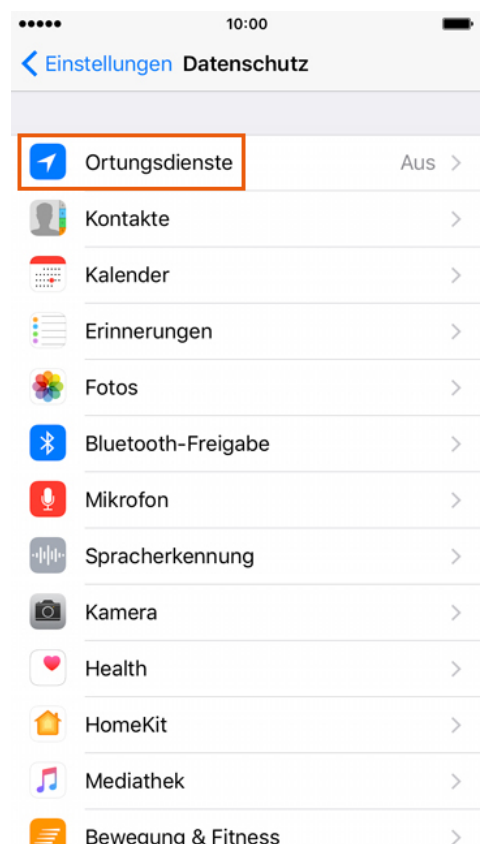 10:00
Einstellungen Datenschutz
Ortungsdienste Aus
Kontakte
Kalender
Erinnerungen
Fotos
Bluetooth-Freigabe
Mikrofon
Spracherkennung
Kamera
Health
HomeKit
Mediathek
Bewegung & Fitness